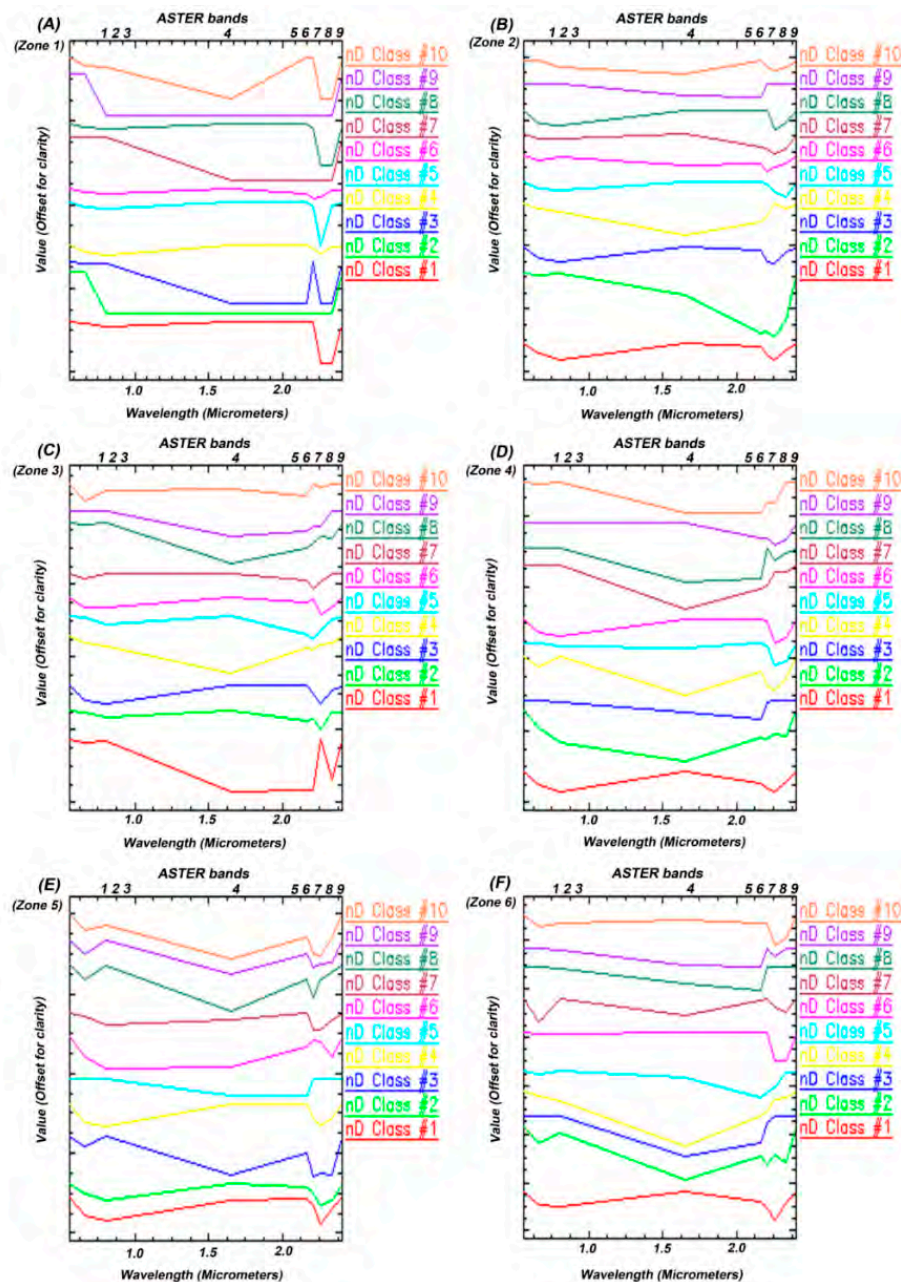 (A) ASTER bands
(Zone 1) 1 2 3 4 5 6 7 8 9
nD Class #10
nD Class #9
nD Class #8
nD Class #7
nD Class #6
nD Class #5
nD Class #4
nD Class #3
nD Class #2
nD Class #1
Value (Offset for clarity)
1.0 1.5 2.0
Wavelength (Micrometers)
(B) ASTER bands
(Zone 2) 1 2 3 4 5 6 7 8 9
nD Class #10
nD Class #9
nD Class #8
nD Class #7
nD Class #6
nD Class #5
nD Class #4
nD Class #3
nD Class #2
nD Class #1
Value (Offset for clarity)
1.0 1.5 2.0
Wavelength (Micrometers)
(C) ASTER bands
(Zone 3) 1 2 3 4 5 6 7 8 9
nD Class #10
nD Class #9
nD Class #8
nD Class #7
nD Class #6
nD Class #5
nD Class #4
nD Class #3
nD Class #2
nD Class #1
Value (Offset for clarity)
1.0 1.5 2.0
Wavelength (Micrometers)
(D) ASTER bands
(Zone 4) 1 2 3 4 5 6 7 8 9
nD Class #10
nD Class #9
nD Class #8
nD Class #7
nD Class #6
nD Class #5
nD Class #4
nD Class #3
nD Class #2
nD Class #1
Value (Offset for clarity)
1.0 1.5 2.0
Wavelength (Micrometers)
(E) ASTER bands
(Zone 5) 1 2 3 4 5 6 7 8 9
nD Class #10
nD Class #9
nD Class #8
nD Class #7
nD Class #6
nD Class #5
nD Class #4
nD Class #3
nD Class #2
nD Class #1
Value (Offset for clarity)
1.0 1.5 2.0
Wavelength (Micrometers)
(F) ASTER bands
(Zone 6) 1 2 3 4 5 6 7 8 9
nD Class #10
nD Class #9
nD Class #8
nD Class #7
nD Class #6
nD Class #5
nD Class #4
nD Class #3
nD Class #2
nD Class #1
Value (Offset for clarity)
1.0 1.5 2.0
Wavelength (Micrometers)